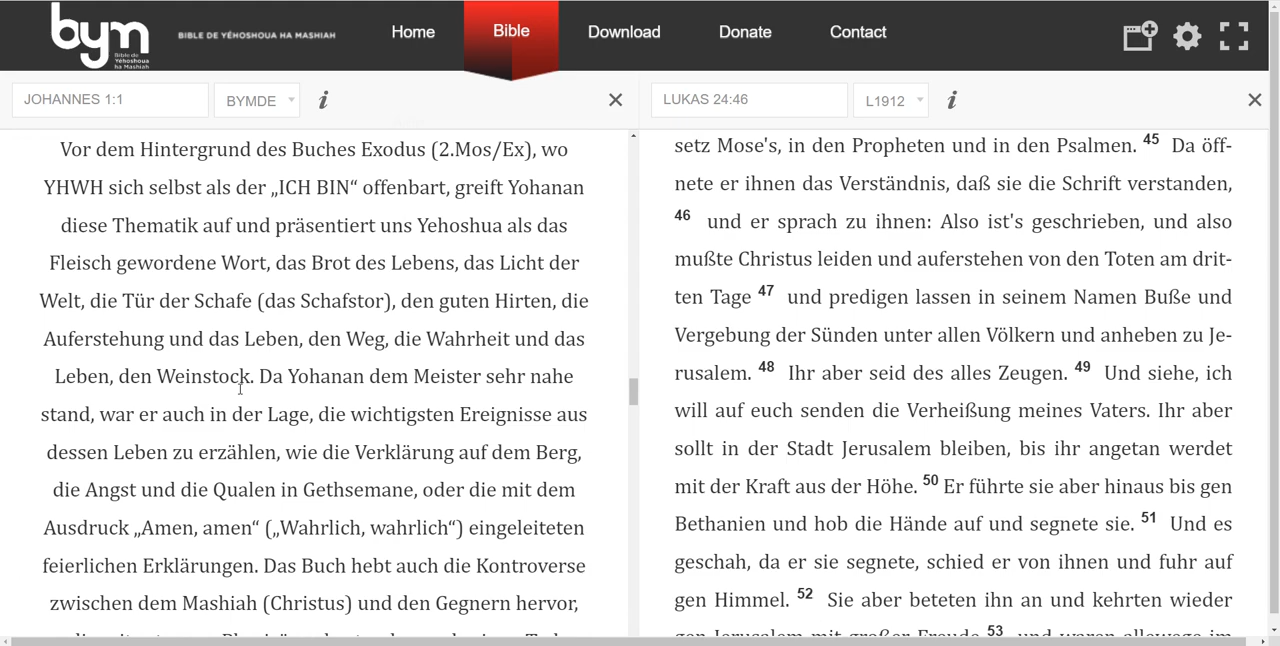 bym
Bible de
Yéhoshoua
ha Mashiah
BIBLE DE YÉHOSHOUA HA MASHIAH
Home
Bible
Download
Donate
Contact
JOHANNES 1:1
BYMDE
i
LUKAS 24:46
L1912
i
Vor dem Hintergrund des Buches Exodus (2.Mos/Ex), wo
YHWH sich selbst als der „ICH BIN“ offenbart, greift Yohanan
diese Thematik auf und präsentiert uns Yehoshua als das
Fleisch gewordene Wort, das Brot des Lebens, das Licht der
Welt, die Tür der Schafe (das Schafstor), den guten Hirten, die
Auferstehung und das Leben, den Weg, die Wahrheit und das
Leben, den Weinstock. Da Yohanan dem Meister sehr nahe
stand, war er auch in der Lage, die wichtigsten Ereignisse aus
dessen Leben zu erzählen, wie die Verklärung auf dem Berg,
die Angst und die Qualen in Gethsemane, oder die mit dem
Ausdruck „Amen, amen“ („Wahrlich, wahrlich“) eingeleiteten
feierlichen Erklärungen. Das Buch hebt auch die Kontroverse
zwischen dem Mashiah (Christus) und den Gegnern hervor,
setz Mose's, in den Propheten und in den Psalmen. 45 Da öff-
nete er ihnen das Verständnis, daß sie die Schrift verstanden,
46 und er sprach zu ihnen: Also ist's geschrieben, und also
mußte Christus leiden und auferstehen von den Toten am drit-
ten Tage 47 und predigen lassen in seinem Namen Buße und
Vergebung der Sünden unter allen Völkern und anheben zu Je-
rusalem. 48 Ihr aber seid des alles Zeugen. 49 Und siehe, ich
will auf euch senden die Verheißung meines Vaters. Ihr aber
sollt in der Stadt Jerusalem bleiben, bis ihr angetan werdet
mit der Kraft aus der Höhe. 50 Er führte sie aber hinaus bis gen
Bethanien und hob die Hände auf und segnete sie. 51 Und es
geschah, da er sie segnete, schied er von ihnen und fuhr auf
gen Himmel. 52 Sie aber beteten ihn an und kehrten wieder
gen Jerusalem mit großer Freude 53 und waren allewege im